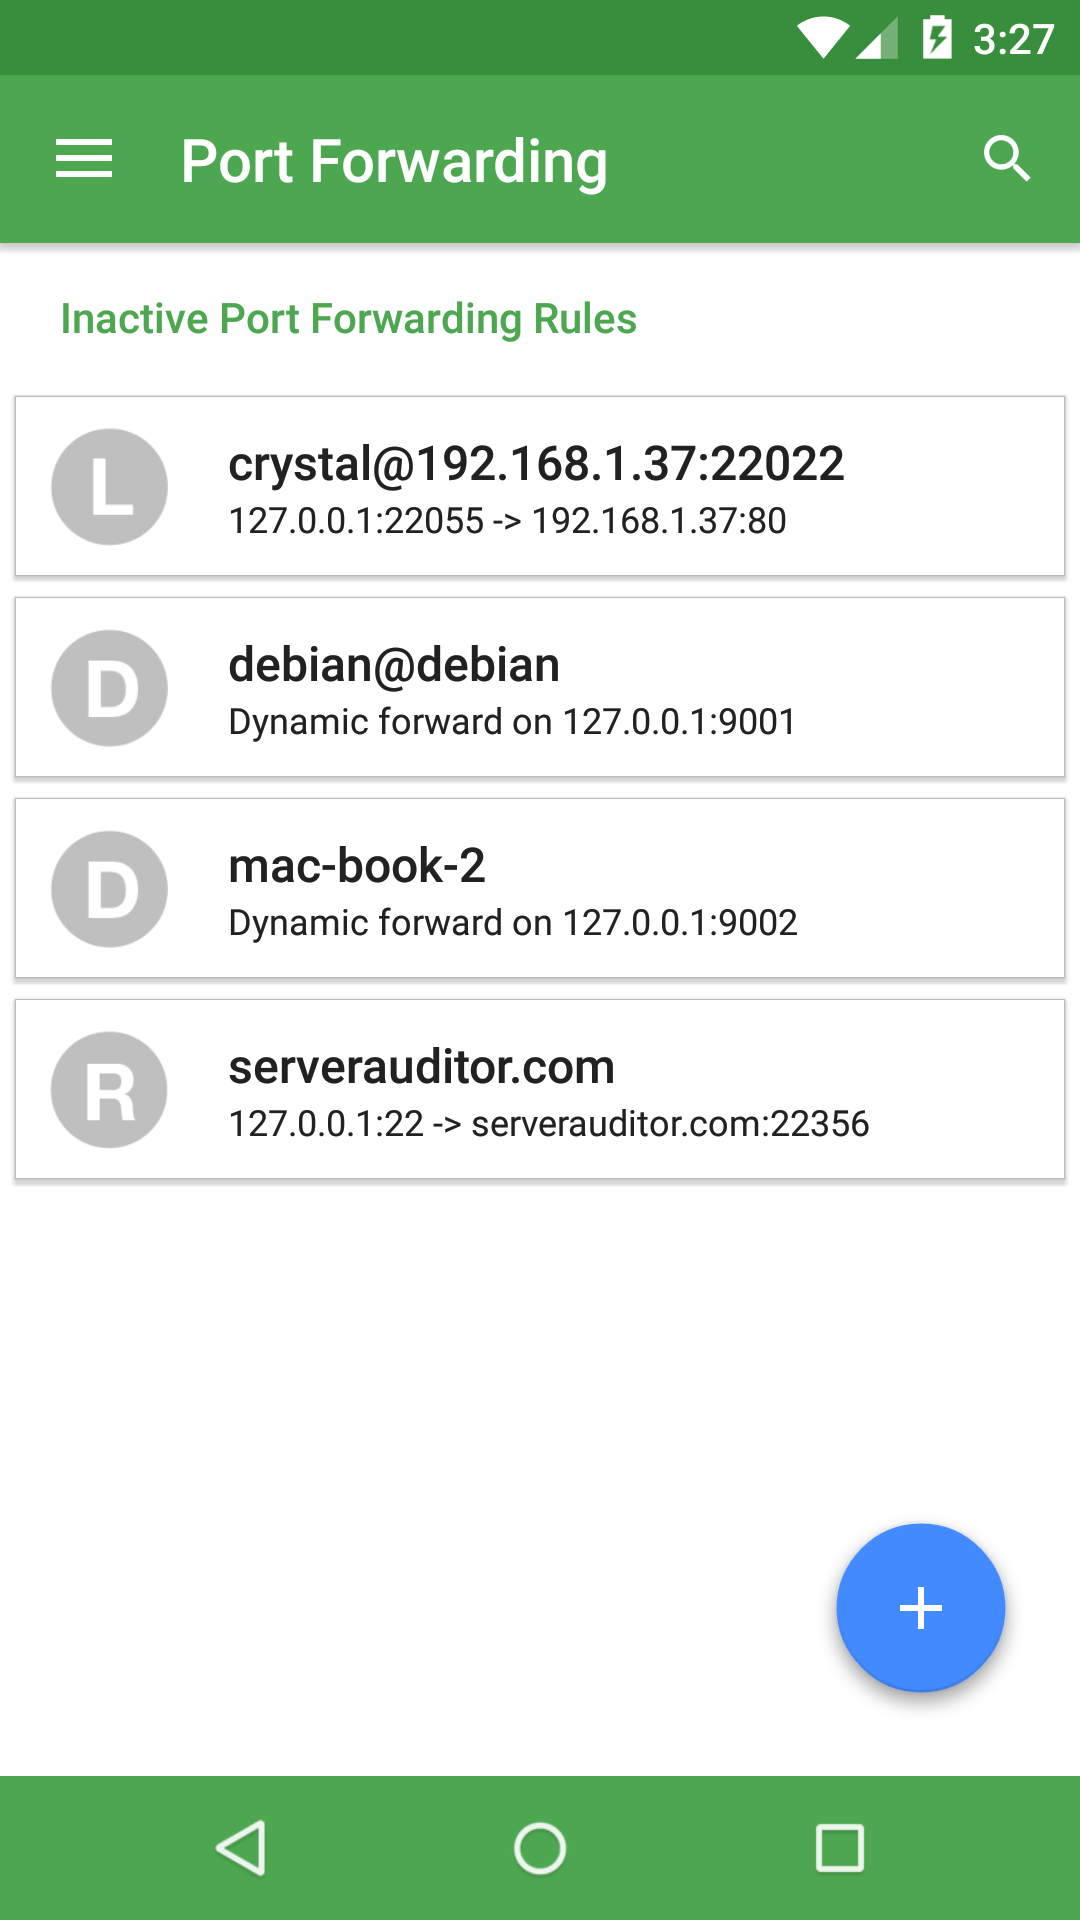 3:27
Port Forwarding
Inactive Port Forwarding Rules
L
crystal@192.168.1.37:22022
127.0.0.1:22055 -> 192.168.1.37:80
D
debian@debian
Dynamic forward on 127.0.0.1:9001
D
mac-book-2
Dynamic forward on 127.0.0.1:9002
R
serverauditor.com
127.0.0.1:22 -> serverauditor.com:22356